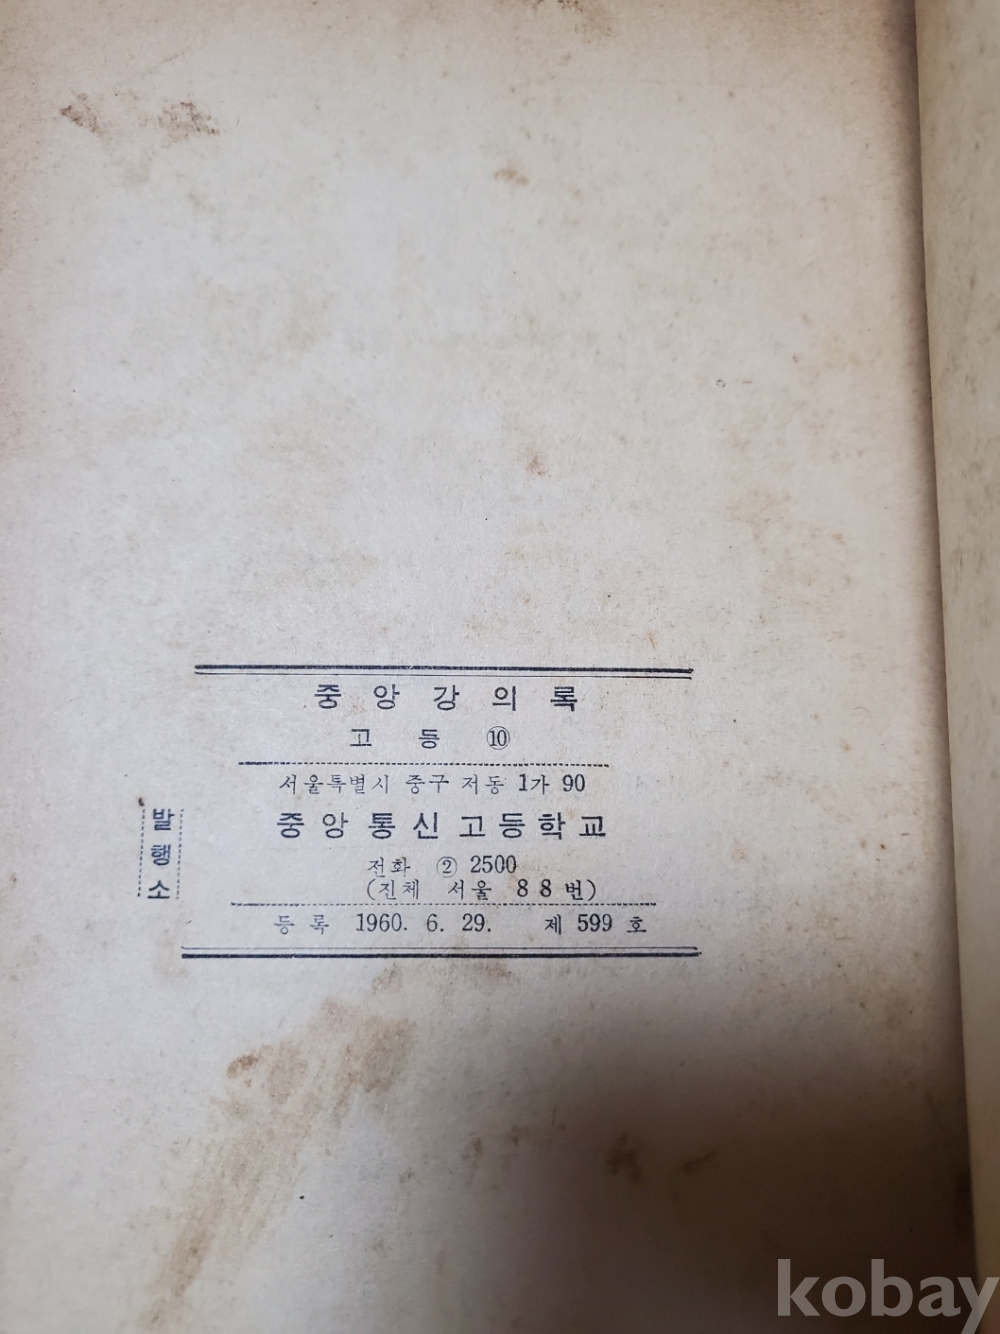 중앙강의록
고등 ⑩
서울특별시 중구 저동 1가 90
발행소
중앙통신고등학교
전화 ② 2500
(진체 서울 88번)
등록 1960. 6. 29. 제 599 호
kobay